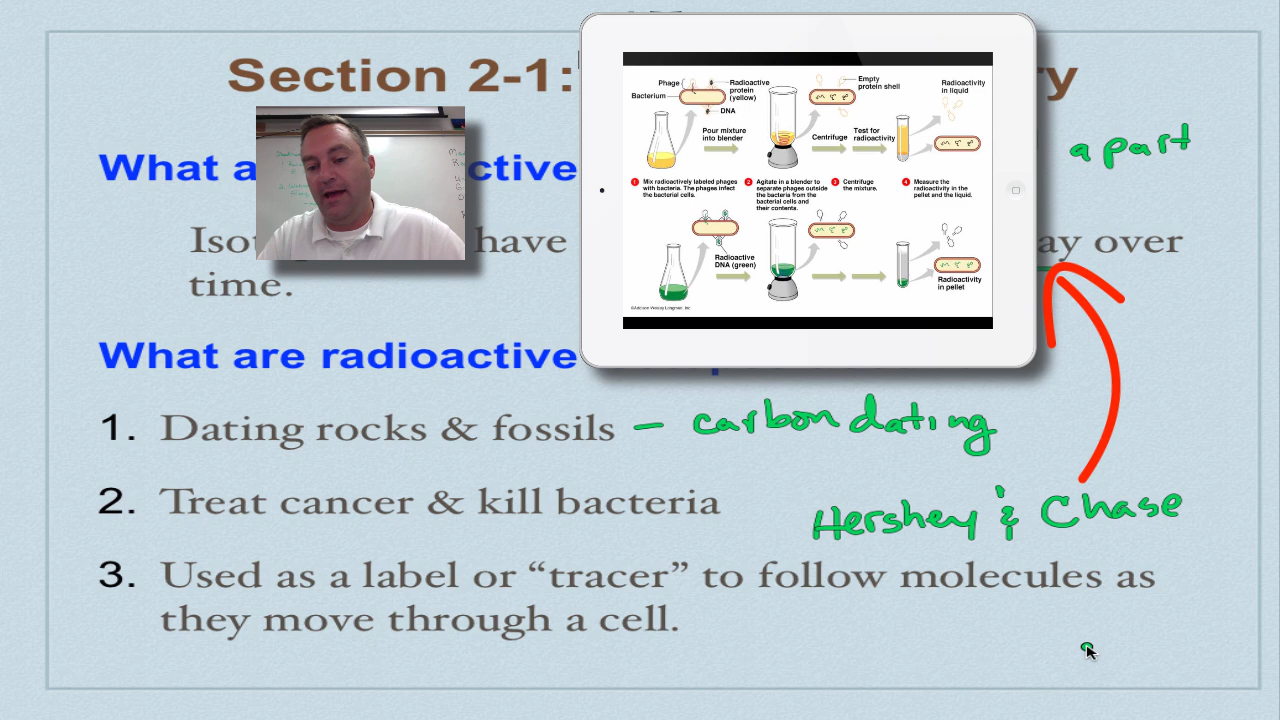 Section 2-1:
What a
ctive
a part
Isot
have
ay over
time.
What are radioactive
1. Dating rocks & fossils - carbon dating
2. Treat cancer & kill bacteria
Hershey & Chase
3. Used as a label or “tracer” to follow molecules as
they move through a cell.
Phage
Bacterium
Radioactive
protein
(yellow)
DNA
Pour mixture
into blender
Empty
protein shell
Centrifuge
Test for
radioactivity
Radioactivity
in liquid
1 Mix radioactively labeled phages
with bacteria. The phages infect
the bacterial cells.
2 Agitate in a blender to
separate phages outside
the bacteria from the
bacterial cells and
their contents.
3 Centrifuge
the mixture.
4 Measure the
radioactivity in the
pellet and the liquid.
Radioactive
DNA (green)
Radioactivity
in pellet
©Addison Wesley Longman, Inc.